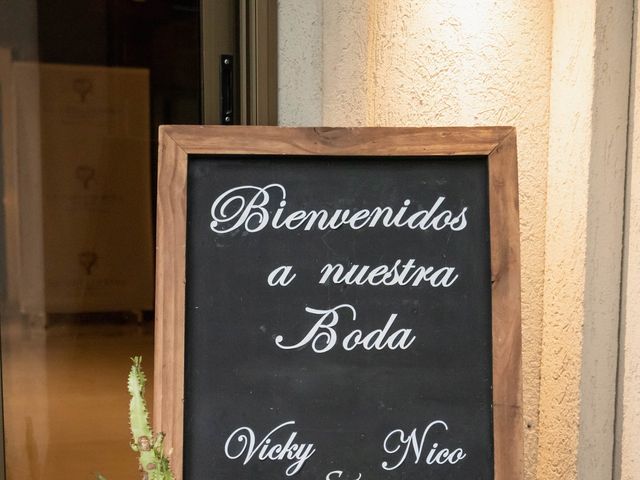 Bienvenidos
a nuestra
Boda
Vicky Nico